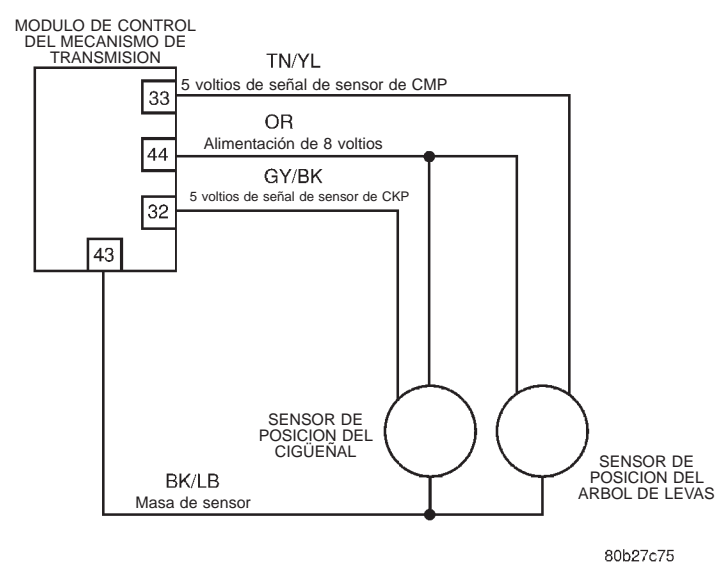 MODULO DE CONTROL
DEL MECANISMO DE
TRANSMISION
TN/YL
33
5 voltios de señal de sensor de CMP
OR
44
Alimentación de 8 voltios
GY/BK
32
5 voltios de señal de sensor de CKP
43
SENSOR DE
POSICION DEL
CIGÜEÑAL
SENSOR DE
POSICION DEL
ARBOL DE LEVAS
BK/LB
Masa de sensor
80b27c75